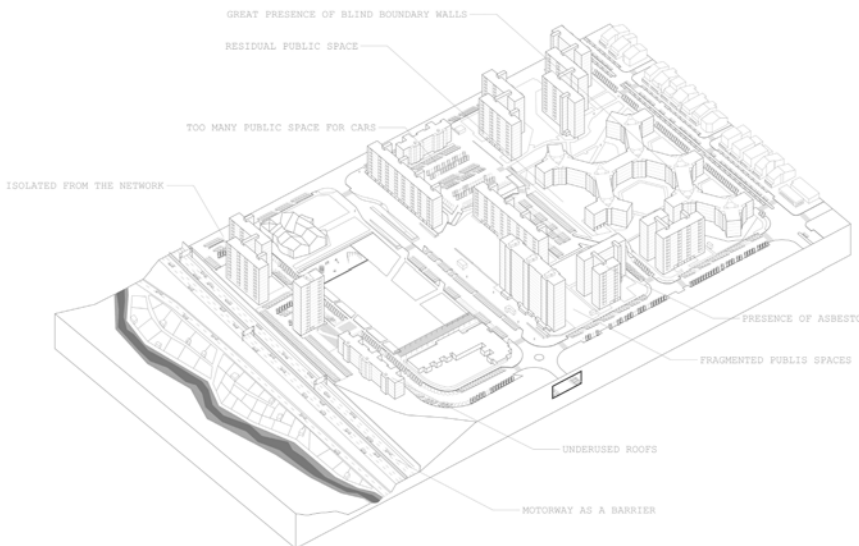 GREAT PRESENCE OF BLIND BOUNDARY WALLS
RESIDUAL PUBLIC SPACE
TOO MANY PUBLIC SPACE FOR CARS
ISOLATED FROM THE NETWORK
PRESENCE OF ASBESTO
FRAGMENTED PUBLIS SPACES
UNDERUSED ROOFS
MOTORWAY AS A BARRIER